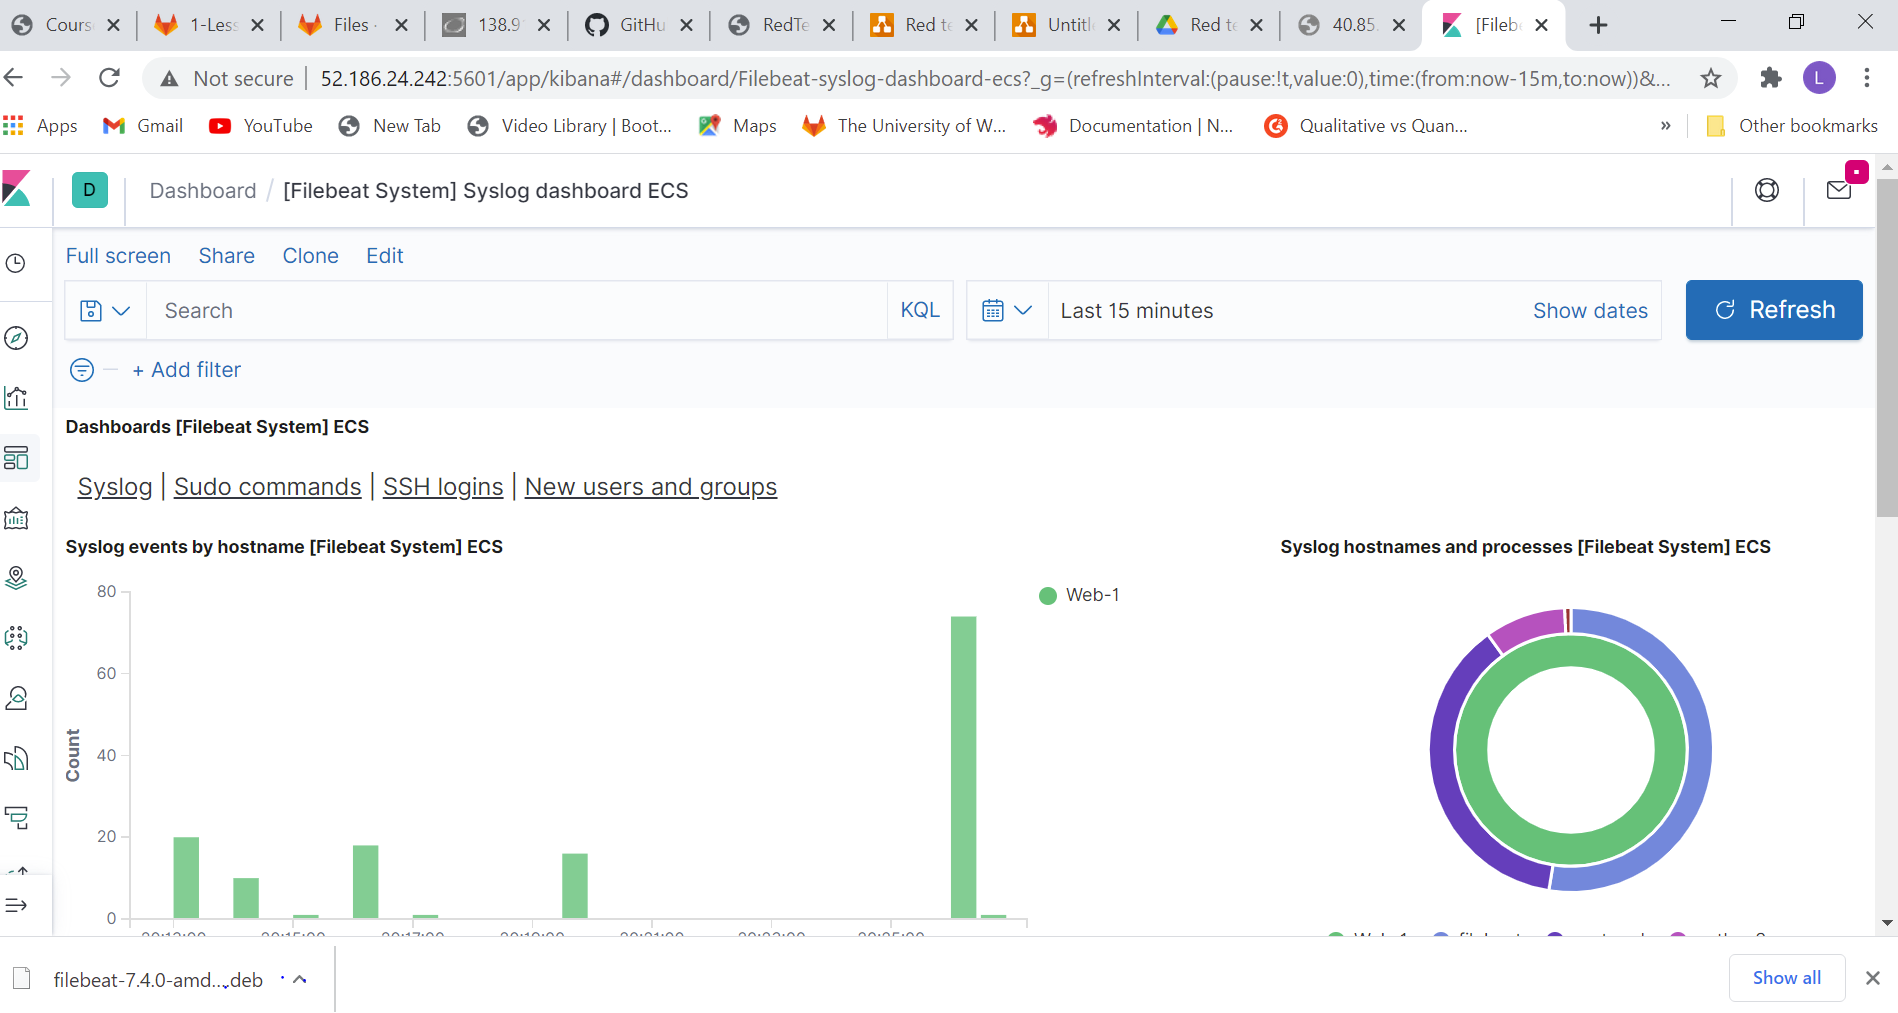 Cours
1-Less
Files -
138.9
GitHu
RedTe
Red te
Untitl
Red te
40.85.
[Fileb
Not secure
52.186.24.242:5601/app/kibana#/dashboard/Filebeat-syslog-dashboard-ecs?_g=(refreshInterval:(pause:!t,value:0),time:(from:now-15m,to:now))&...
L
Apps
Gmail
YouTube
New Tab
Video Library | Boot...
Maps
The University of W...
Documentation | N...
Qualitative vs Quan...
»
Other bookmarks
D
Dashboard / [Filebeat System] Syslog dashboard ECS
Full screen Share Clone Edit
Search
KQL
Last 15 minutes
Show dates
Refresh
+ Add filter
Dashboards [Filebeat System] ECS
Syslog | Sudo commands | SSH logins | New users and groups
Syslog events by hostname [Filebeat System] ECS
80
60
40
20
0
Count
Web-1
Syslog hostnames and processes [Filebeat System] ECS
filebeat-7.4.0-amd....deb
Show all